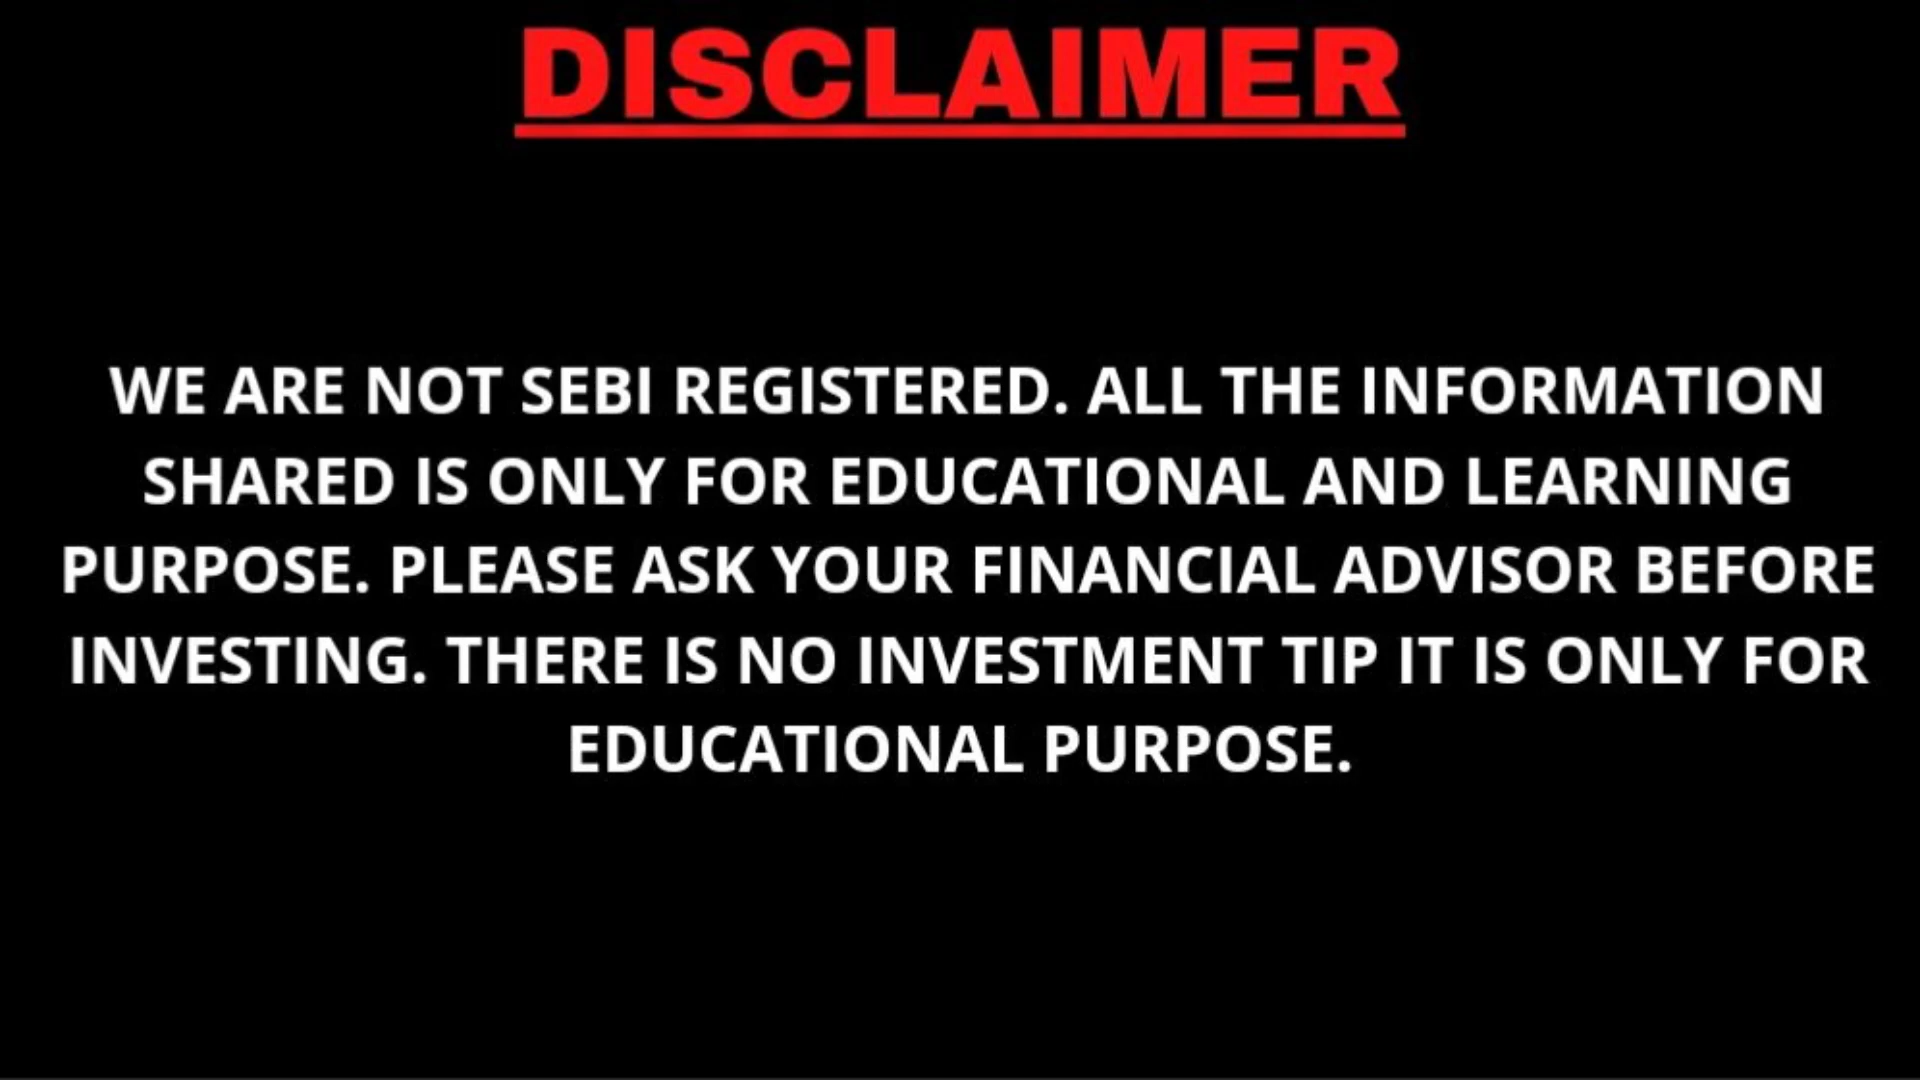 DISCLAIMER
WE ARE NOT SEBI REGISTERED. ALL THE INFORMATION
SHARED IS ONLY FOR EDUCATIONAL AND LEARNING
PURPOSE. PLEASE ASK YOUR FINANCIAL ADVISOR BEFORE
INVESTING. THERE IS NO INVESTMENT TIP IT IS ONLY FOR
EDUCATIONAL PURPOSE.